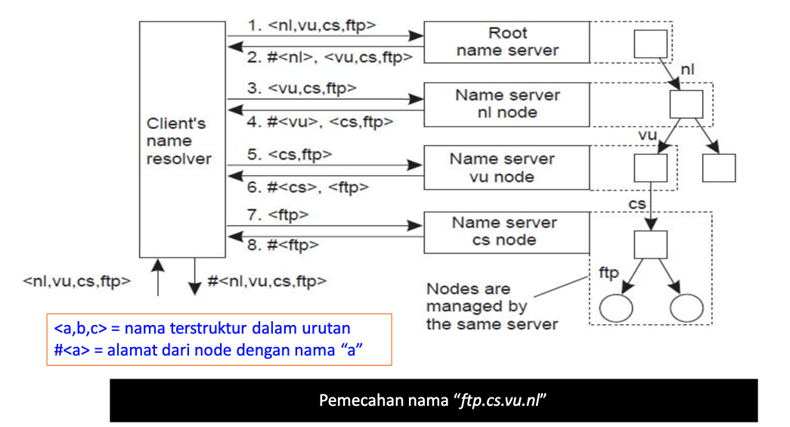 1. <nl,vu,cs,ftp>
2. #<nl>, <vu,cs,ftp>
3. <vu,cs,ftp>
4. #<vu>, <cs,ftp>
5. <cs,ftp>
6. #<cs>, <ftp>
7. <ftp>
8. #<ftp>
Client's
name
resolver
Root
name server
Name server
nl node
Name server
vu node
Name server
cs node
nl
vu
cs
ftp
<nl,vu,cs,ftp>
#<nl,vu,cs,ftp>
Nodes are
managed by
the same server
<a,b,c> = nama terstruktur dalam urutan
#<a> = alamat dari node dengan nama “a”
Pemecahan nama “ftp.cs.vu.nl”